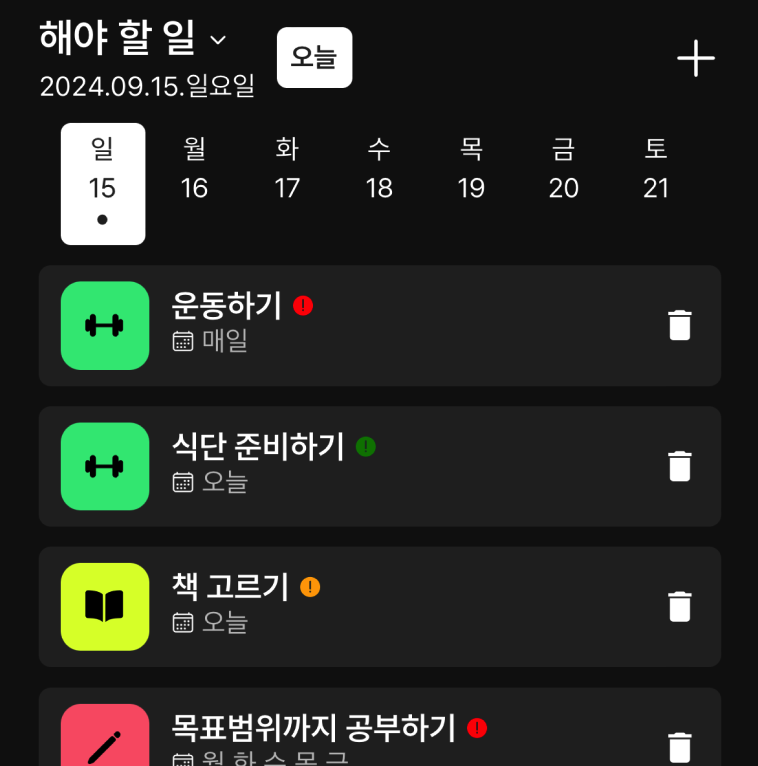 해야 할 일
오늘
2024.09.15.일요일
일 월 화 수 목 금 토
15 16 17 18 19 20 21
운동하기
매일
식단 준비하기
오늘
책 고르기
오늘
목표범위까지 공부하기
월 화 수 목 금